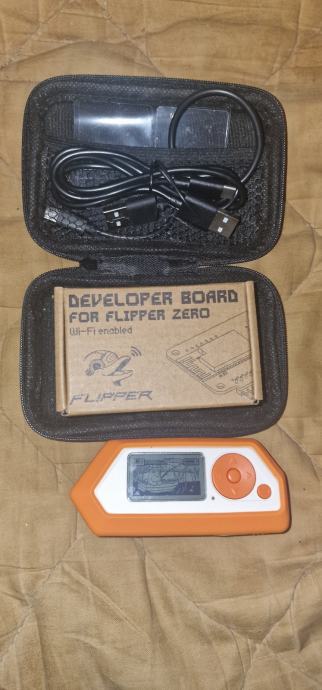 DEVELOPER BOARD
FOR FLIPPER ZERO
Wi-Fi enabled
FLIPPER